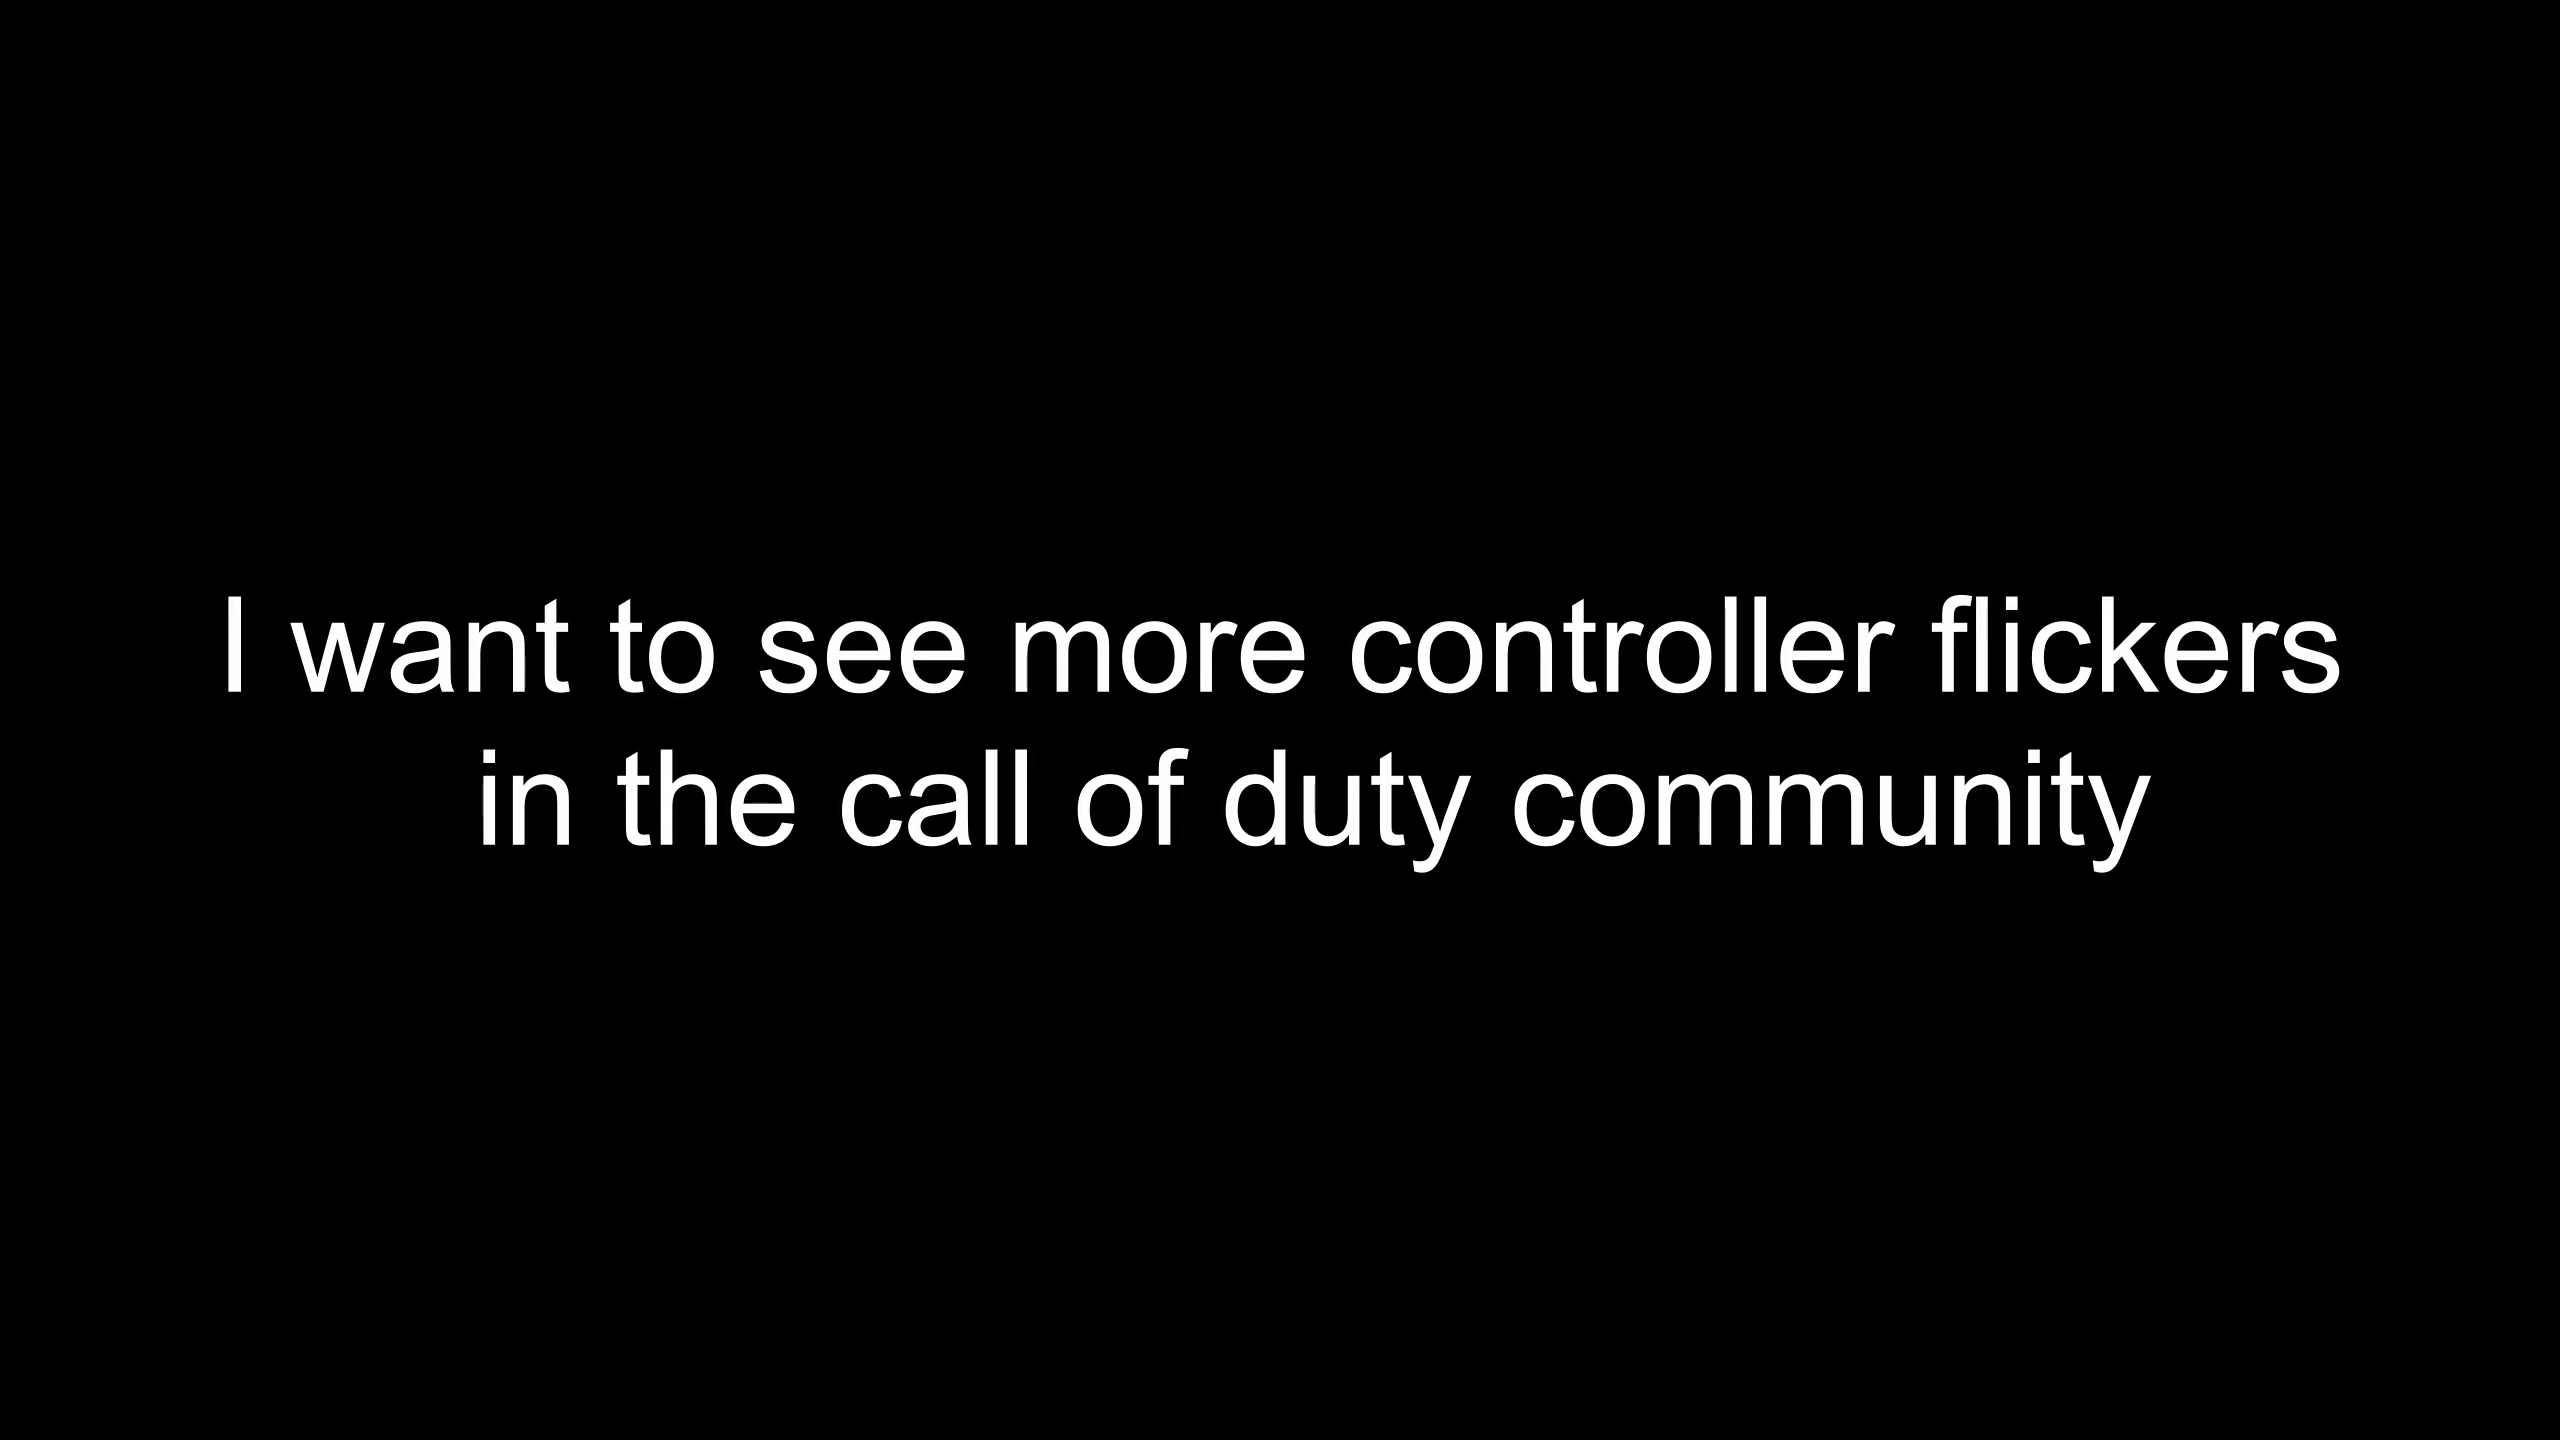 I want to see more controller flickers
in the call of duty community